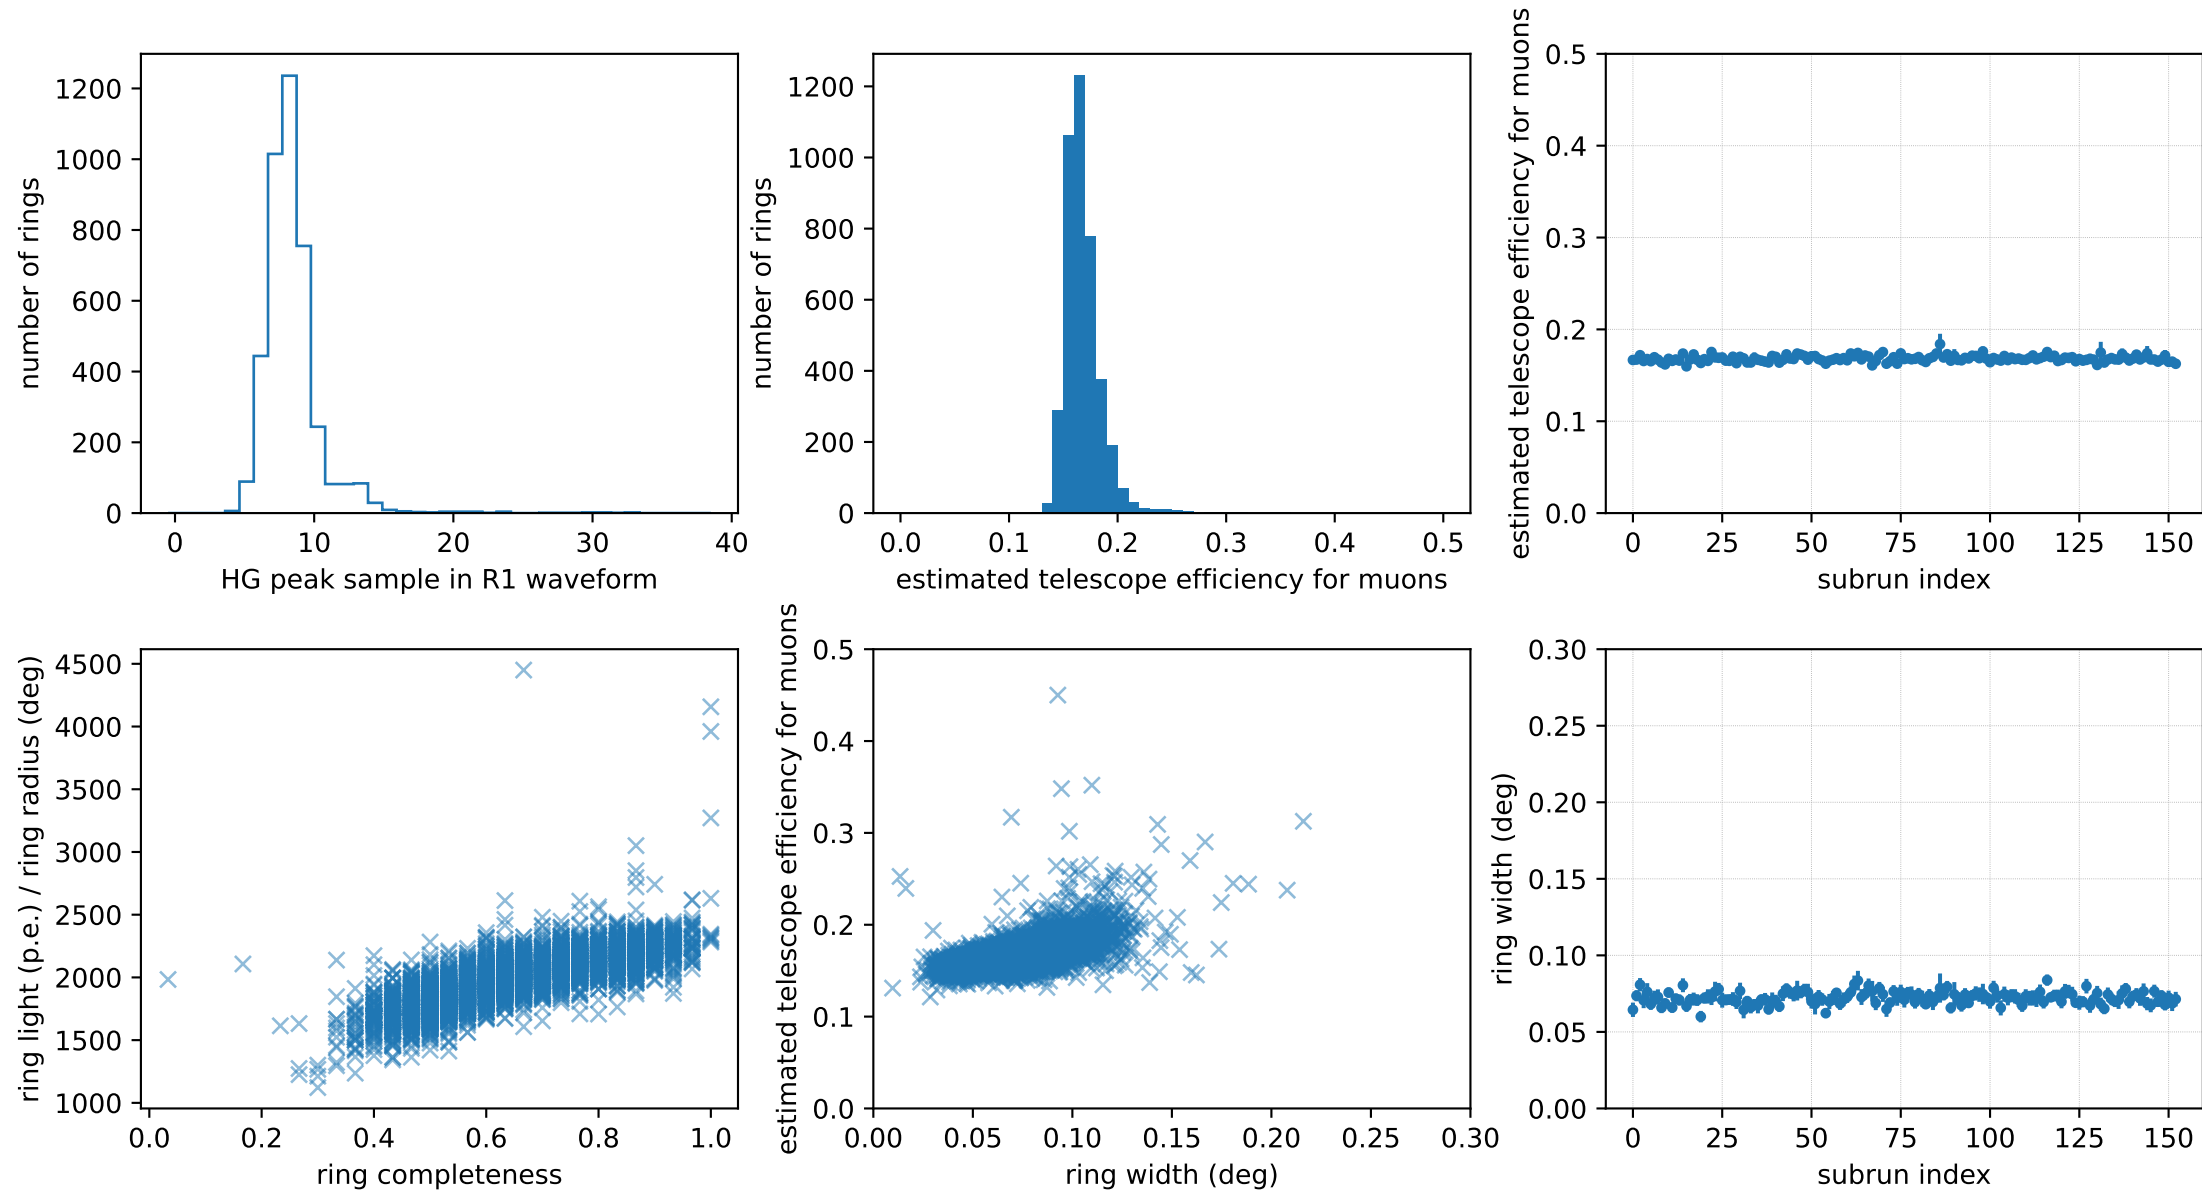 number of rings
1200
1000
800
600
400
200
0
0 10 20 30 40
HG peak sample in R1 waveform
number of rings
1200
1000
800
600
400
200
0
0.0 0.1 0.2 0.3 0.4 0.5
estimated telescope efficiency for muons
estimated telescope efficiency for muons
0.5
0.4
0.3
0.2
0.1
0.0
0 25 50 75 100 125 150
subrun index
ring light (p.e.) / ring radius (deg)
4500
4000
3500
3000
2500
2000
1500
1000
0.0 0.2 0.4 0.6 0.8 1.0
ring completeness
estimated telescope efficiency for muons
0.5
0.4
0.3
0.2
0.1
0.0
0.00 0.05 0.10 0.15 0.20 0.25 0.30
ring width (deg)
ring width (deg)
0.30
0.25
0.20
0.15
0.10
0.05
0.00
0 25 50 75 100 125 150
subrun index